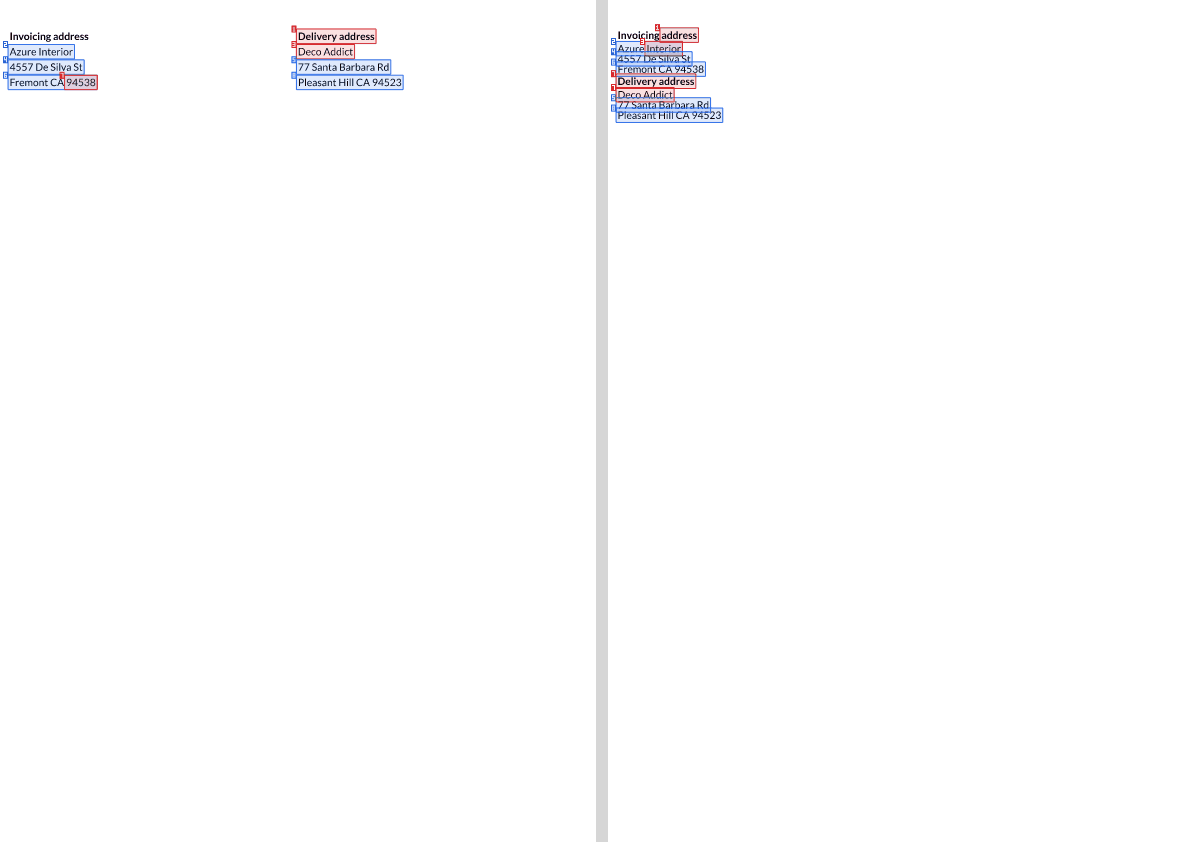 Invoicing address
Azure Interior
4557 De Silva St
Fremont CA 94538
Delivery address
Deco Addict
77 Santa Barbara Rd
Pleasant Hill CA 94523
Invoicing address
Azure Interior
4557 De Silva St
Fremont CA 94538
Delivery address
Deco Addict
77 Santa Barbara Rd
Pleasant Hill CA 94523